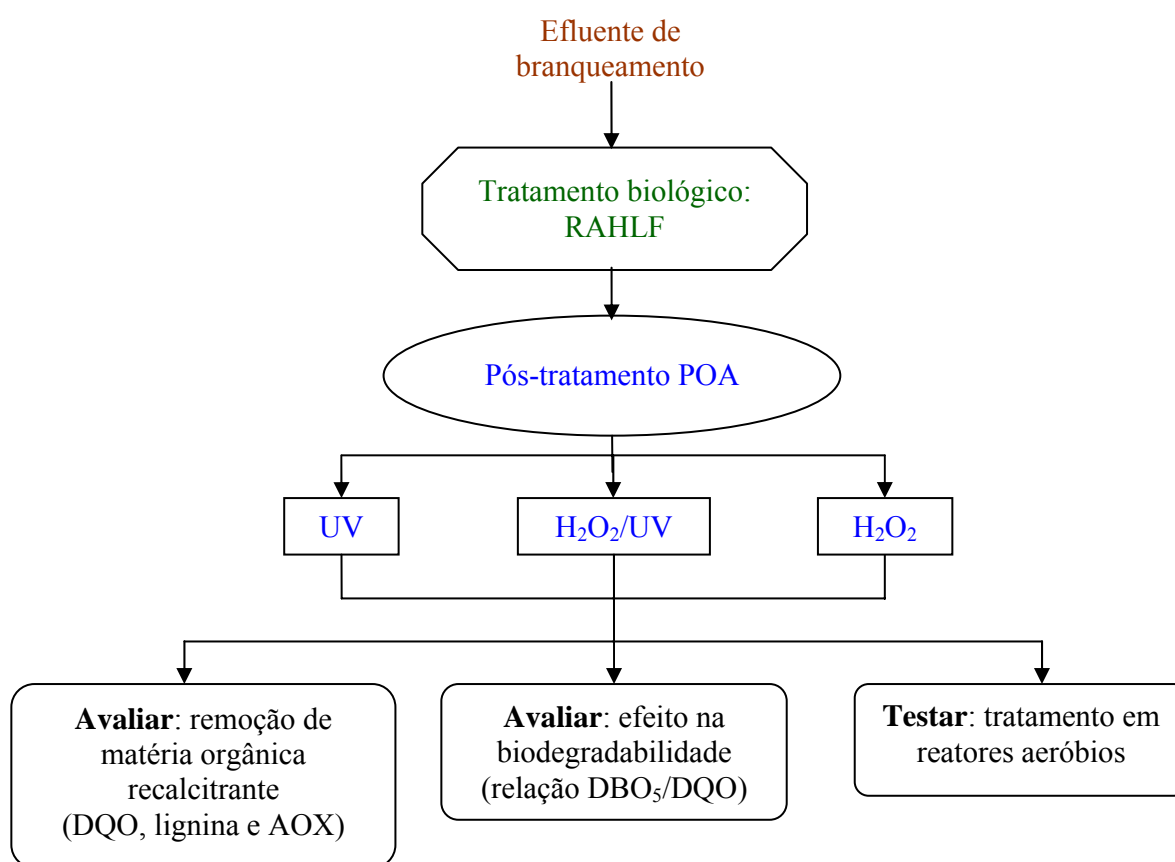 Efluente de
branqueamento
Tratamento biológico:
RAHLF
Pós-tratamento POA
UV
H₂O₂/UV
H₂O₂
Avaliar: remoção de
matéria orgânica
recalcitrante
(DQO, lignina e AOX)
Avaliar: efeito na
biodegradabilidade
(relação DBO₅/DQO)
Testar: tratamento em
reatores aeróbios